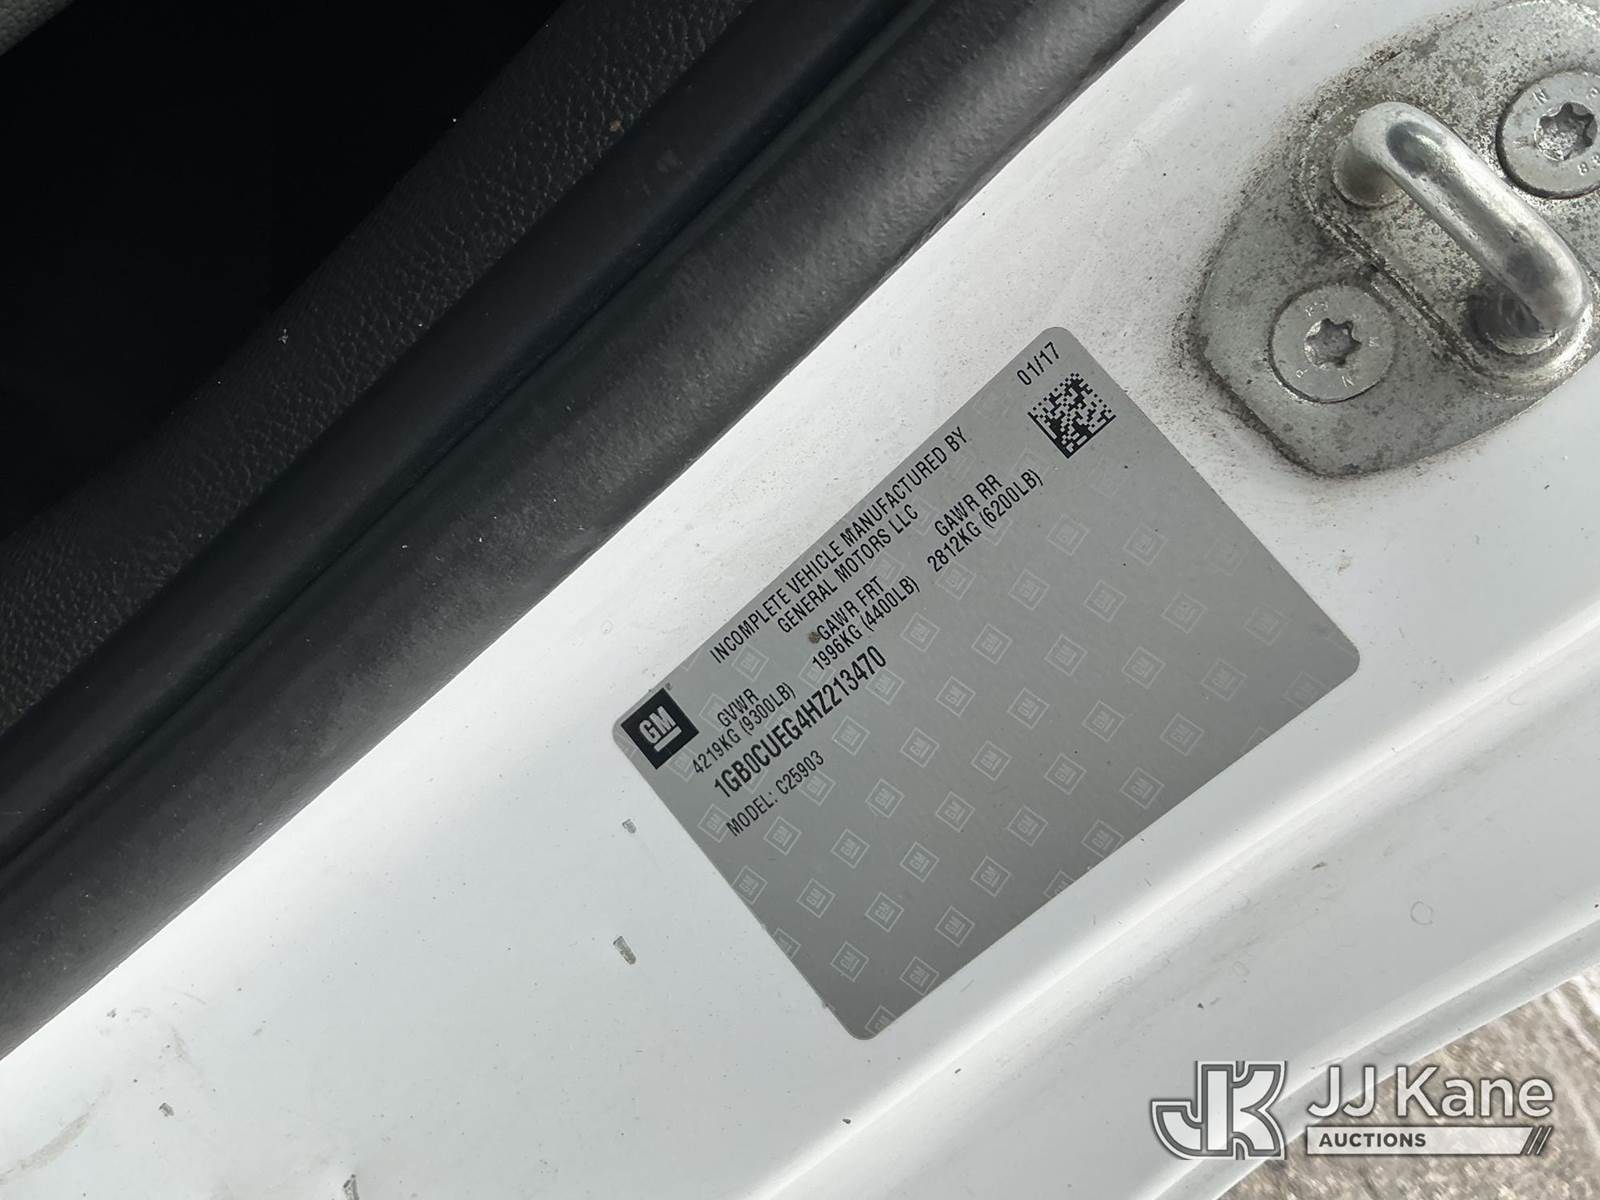 GM
INCOMPLETE VEHICLE MANUFACTURED BY
GENERAL MOTORS LLC
01/17
GVWR GAWR FRT GAWR RR
4219KG (9300LB) 1996KG (4400LB) 2812KG (6200LB)
1GB0CUEG4HZ213470
MODEL: C25903
JK
JJ Kane
AUCTIONS